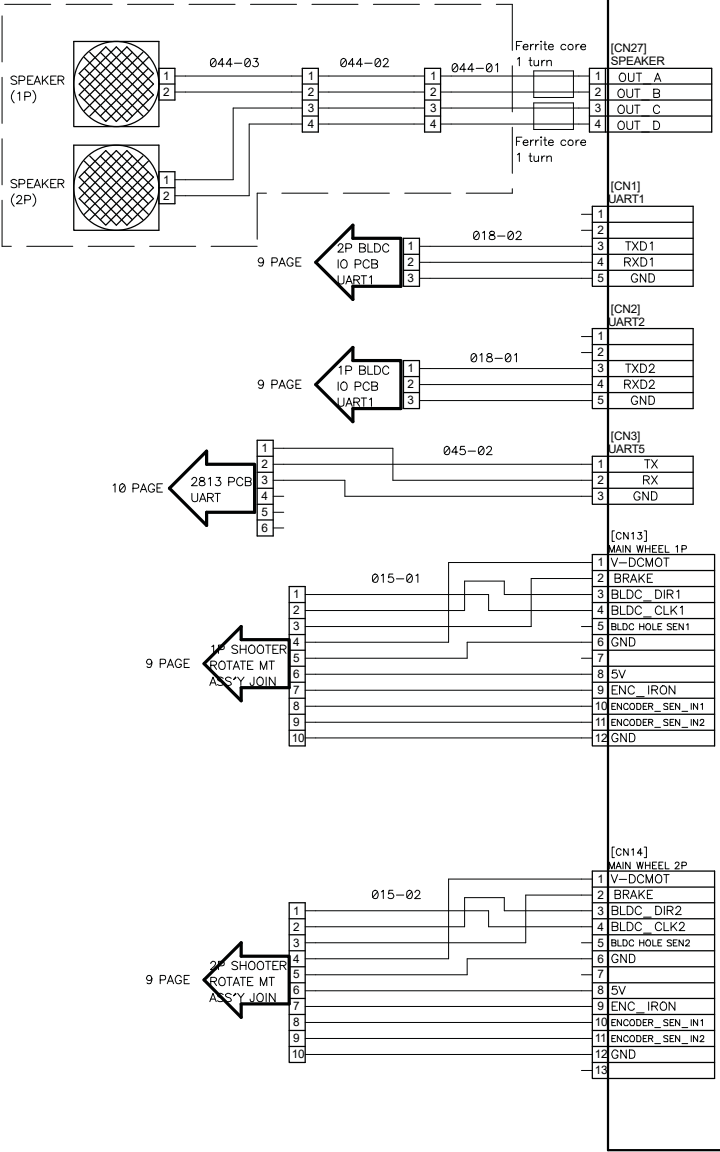 Ferrite core
1 turn
[CN27]
SPEAKER
044-03
044-02
044-01
SPEAKER
(1P)
1
2
1
2
3
4
1
2
3
4
1 OUT_A
2 OUT_B
3 OUT_C
4 OUT_D
Ferrite core
1 turn
SPEAKER
(2P)
1
2
[CN1]
UART1
018-02
9 PAGE
2P BLDC
IO PCB
UART1
1
2
3
1
2
3 TXD1
4 RXD1
5 GND
[CN2]
UART2
018-01
9 PAGE
1P BLDC
IO PCB
UART1
1
2
3
1
2
3 TXD2
4 RXD2
5 GND
[CN3]
UART5
045-02
10 PAGE
2813 PCB
UART
1
2
3
4
5
6
1 TX
2 RX
3 GND
[CN13]
MAIN WHEEL 1P
015-01
9 PAGE
1P SHOOTER
ROTATE MT
ASS'Y JOIN
1
2
3
4
5
6
7
8
9
10
1 V-DCMOT
2 BRAKE
3 BLDC_DIR1
4 BLDC_CLK1
5 BLDC HOLE SEN1
6 GND
7
8 5V
9 ENC_IRON
10 ENCODER_SEN_IN1
11 ENCODER_SEN_IN2
12 GND
[CN14]
MAIN WHEEL 2P
015-02
9 PAGE
2P SHOOTER
ROTATE MT
ASS'Y JOIN
1
2
3
4
5
6
7
8
9
10
1 V-DCMOT
2 BRAKE
3 BLDC_DIR2
4 BLDC_CLK2
5 BLDC HOLE SEN2
6 GND
7
8 5V
9 ENC_IRON
10 ENCODER_SEN_IN1
11 ENCODER_SEN_IN2
12 GND
13